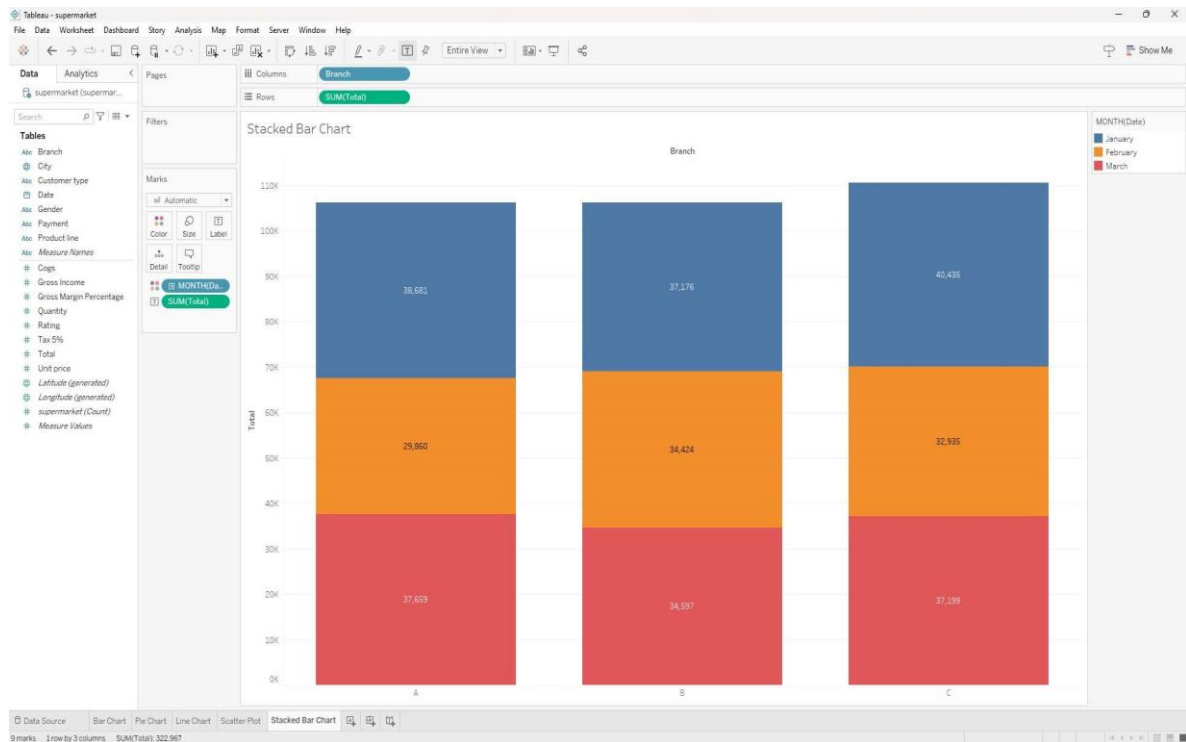 Tableau - supermarket
File Data Worksheet Dashboard Story Analysis Map Format Server Window Help
Entire View
Show Me
Data Analytics
supermarket (supermar...
Search
Tables
Abc Branch
City
Abc Customer type
Date
Abc Gender
Abc Payment
Abc Product line
Abc Measure Names
# Cogs
# Gross Income
# Gross Margin Percentage
# Quantity
# Rating
# Tax 5%
# Total
# Unit price
Latitude (generated)
Longitude (generated)
# supermarket (Count)
# Measure Values
Pages
Filters
Marks
Automatic
Color Size Label
Detail Tooltip
MONTH(Da..
SUM(Total)
Columns Branch
Rows SUM(Total)
Stacked Bar Chart
Branch
Total
110K
100K
90K
80K
70K
60K
50K
40K
30K
20K
10K
0K
38,681 37,176 40,435
29,860 34,424 32,935
37,659 34,597 37,199
A B C
MONTH(Date)
January
February
March
Data Source Bar Chart Pie Chart Line Chart Scatter Plot Stacked Bar Chart
9 marks 1 row by 3 columns SUM(Total): 322,967